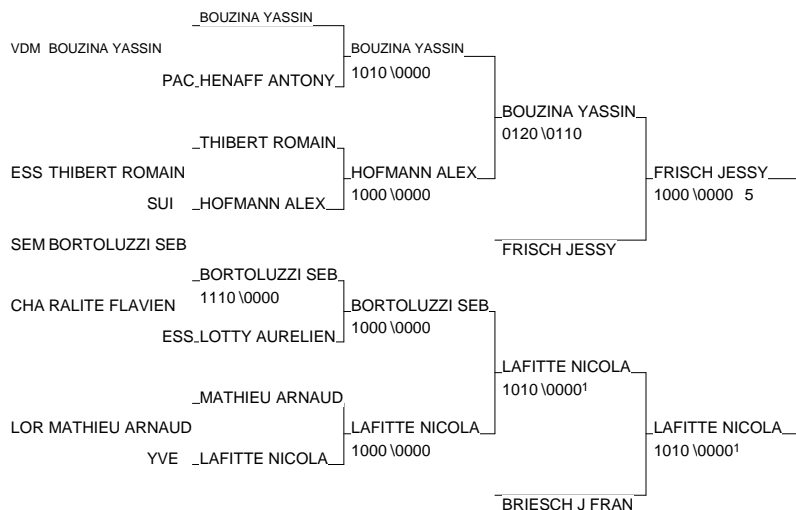 BOUZINA YASSIN
VDM BOUZINA YASSIN
BOUZINA YASSIN
PAC HENAFF ANTONY
1010 \0000
BOUZINA YASSIN
0120 \0110
THIBERT ROMAIN
ESS THIBERT ROMAIN
HOFMANN ALEX
FRISCH JESSY
1000 \0000
1000 \0000 5
SUI HOFMANN ALEX
SEM BORTOLUZZI SEB
FRISCH JESSY
BORTOLUZZI SEB
1110 \0000
CHA RALITE FLAVIEN
BORTOLUZZI SEB
1000 \0000
ESS LOTTY AURELIEN
LAFITTE NICOLA
1010 \0000¹
MATHIEU ARNAUD
LOR MATHIEU ARNAUD
LAFITTE NICOLA
LAFITTE NICOLA
1000 \0000
1010 \0000¹
YVE LAFITTE NICOLA
BRIESCH J FRAN